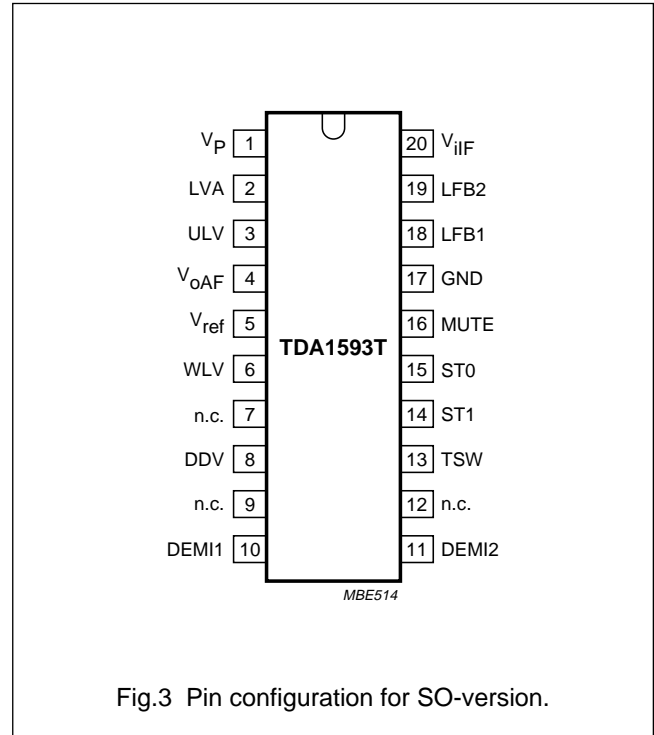 V_P 1 20 V_iIF
LVA 2 19 LFB2
ULV 3 18 LFB1
V_oAF 4 17 GND
V_ref 5 16 MUTE
TDA1593T
WLV 6 15 ST0
n.c. 7 14 ST1
DDV 8 13 TSW
n.c. 9 12 n.c.
DEMI1 10 11 DEMI2
MBE514
Fig.3 Pin configuration for SO-version.